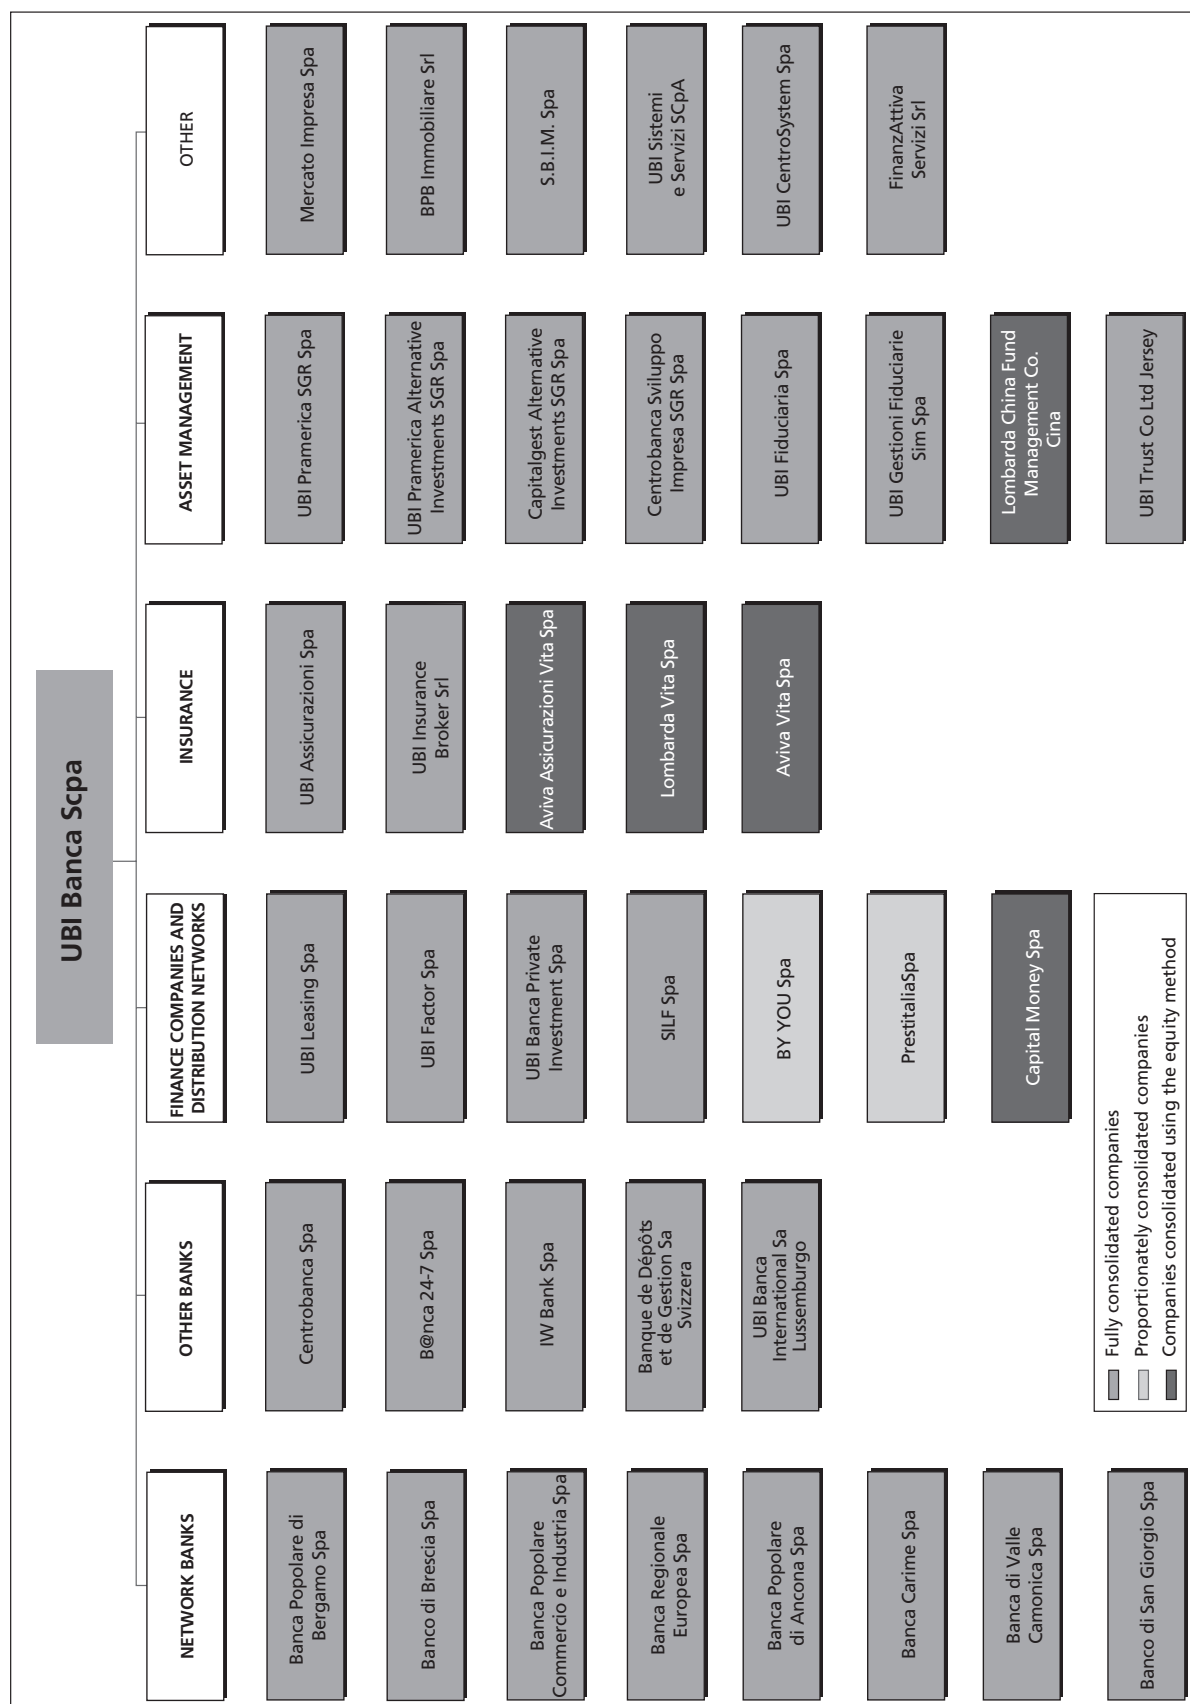 UBI Banca Scpa
NETWORK BANKS
Banca Popolare di
Bergamo Spa
Banco di Brescia Spa
Banca Popolare
Commercio e Industria Spa
Banca Regionale
Europea Spa
Banca Popolare
di Ancona Spa
Banca Carime Spa
Banca di Valle
Camonica Spa
Banco di San Giorgio Spa
OTHER BANKS
Centrobanca Spa
B@nca 24-7 Spa
IW Bank Spa
Banque de Dépôts
et de Gestion Sa
Svizzera
UBI Banca
International Sa
Lussemburgo
FINANCE COMPANIES AND
DISTRIBUTION NETWORKS
UBI Leasing Spa
UBI Factor Spa
UBI Banca Private
Investment Spa
SILF Spa
BY YOU Spa
PrestitaliaSpa
Capital Money Spa
INSURANCE
UBI Assicurazioni Spa
UBI Insurance
Broker Srl
Aviva Assicurazioni Vita Spa
Lombarda Vita Spa
Aviva Vita Spa
ASSET MANAGEMENT
UBI Pramerica SGR Spa
UBI Pramerica Alternative
Investments SGR Spa
Capitalgest Alternative
Investments SGR Spa
Centrobanca Sviluppo
Impresa SGR Spa
UBI Fiduciaria Spa
UBI Gestioni Fiduciarie
Sim Spa
Lombarda China Fund
Management Co.
Cina
UBI Trust Co Ltd Jersey
OTHER
Mercato Impresa Spa
BPB Immobiliare Srl
S.B.I.M. Spa
UBI Sistemi
e Servizi SCpA
UBI CentroSystem Spa
FinanzAttiva
Servizi Srl
Fully consolidated companies
Proportionately consolidated companies
Companies consolidated using the equity method